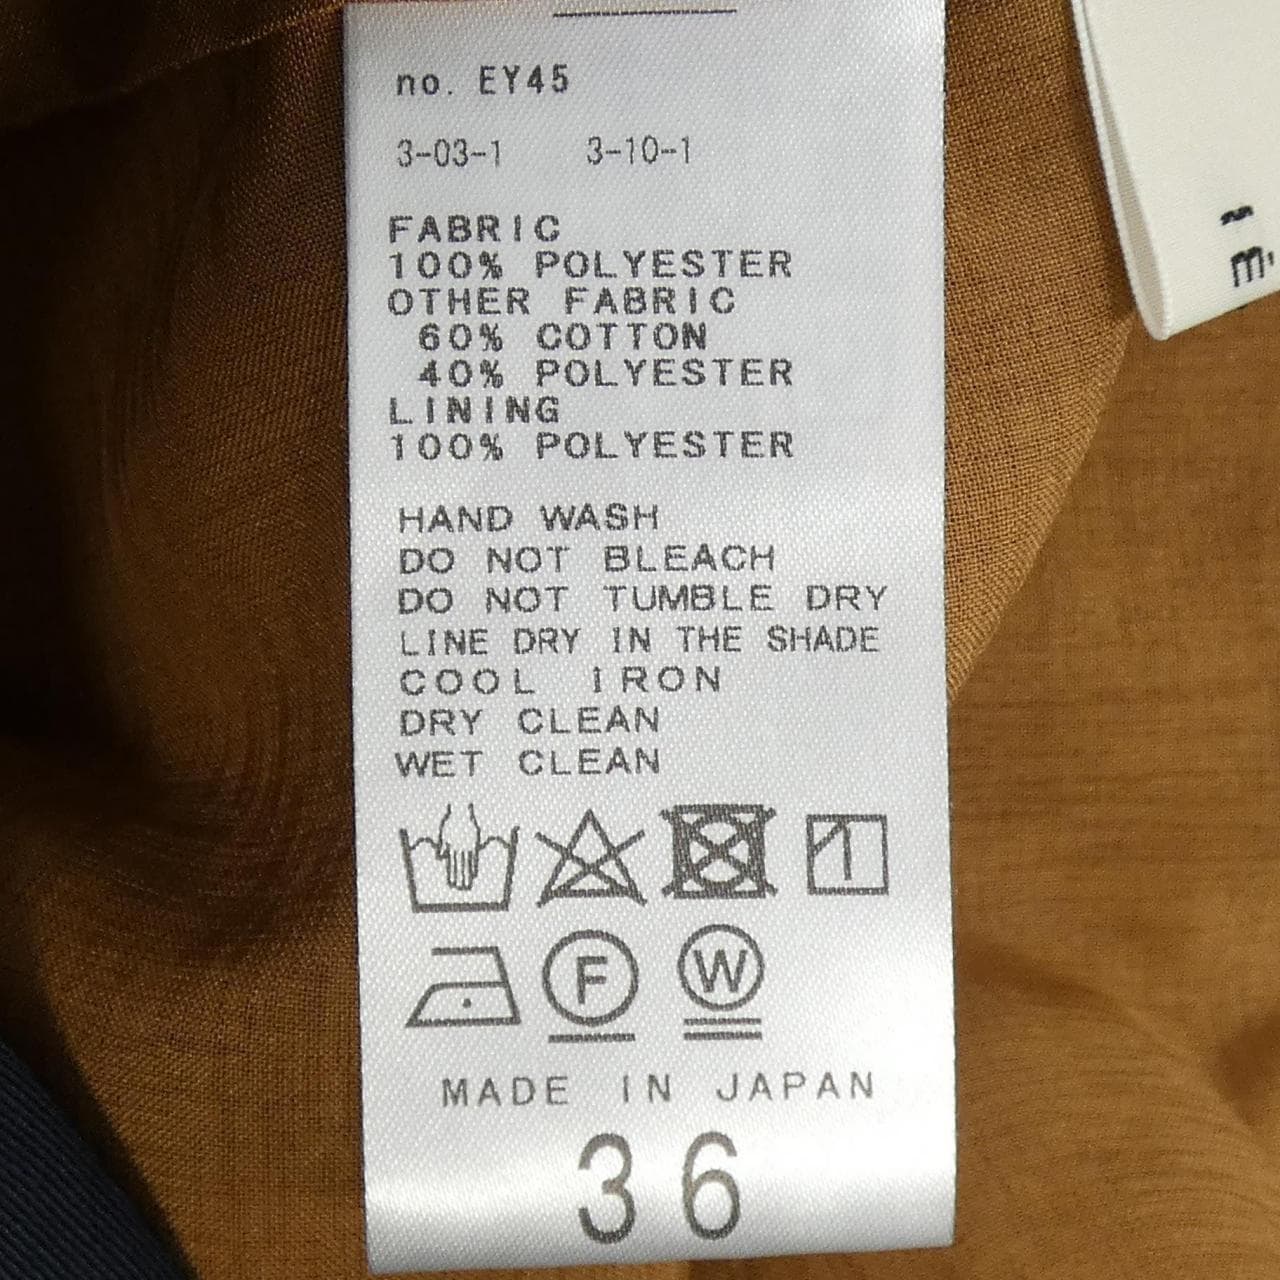 no. EY45
3-03-1 3-10-1
FABRIC
100% POLYESTER
OTHER FABRIC
60% COTTON
40% POLYESTER
LINING
100% POLYESTER
HAND WASH
DO NOT BLEACH
DO NOT TUMBLE DRY
LINE DRY IN THE SHADE
COOL IRON
DRY CLEAN
WET CLEAN
F W
MADE IN JAPAN
36